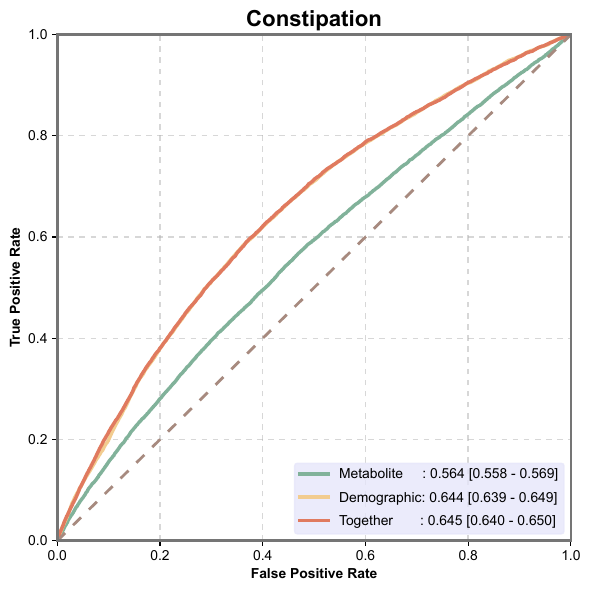 Constipation
True Positive Rate
1.0
0.8
0.6
0.4
0.2
0.0
Metabolite : 0.564 [0.558 - 0.569]
Demographic: 0.644 [0.639 - 0.649]
Together : 0.645 [0.640 - 0.650]
0.0 0.2 0.4 0.6 0.8 1.0
False Positive Rate